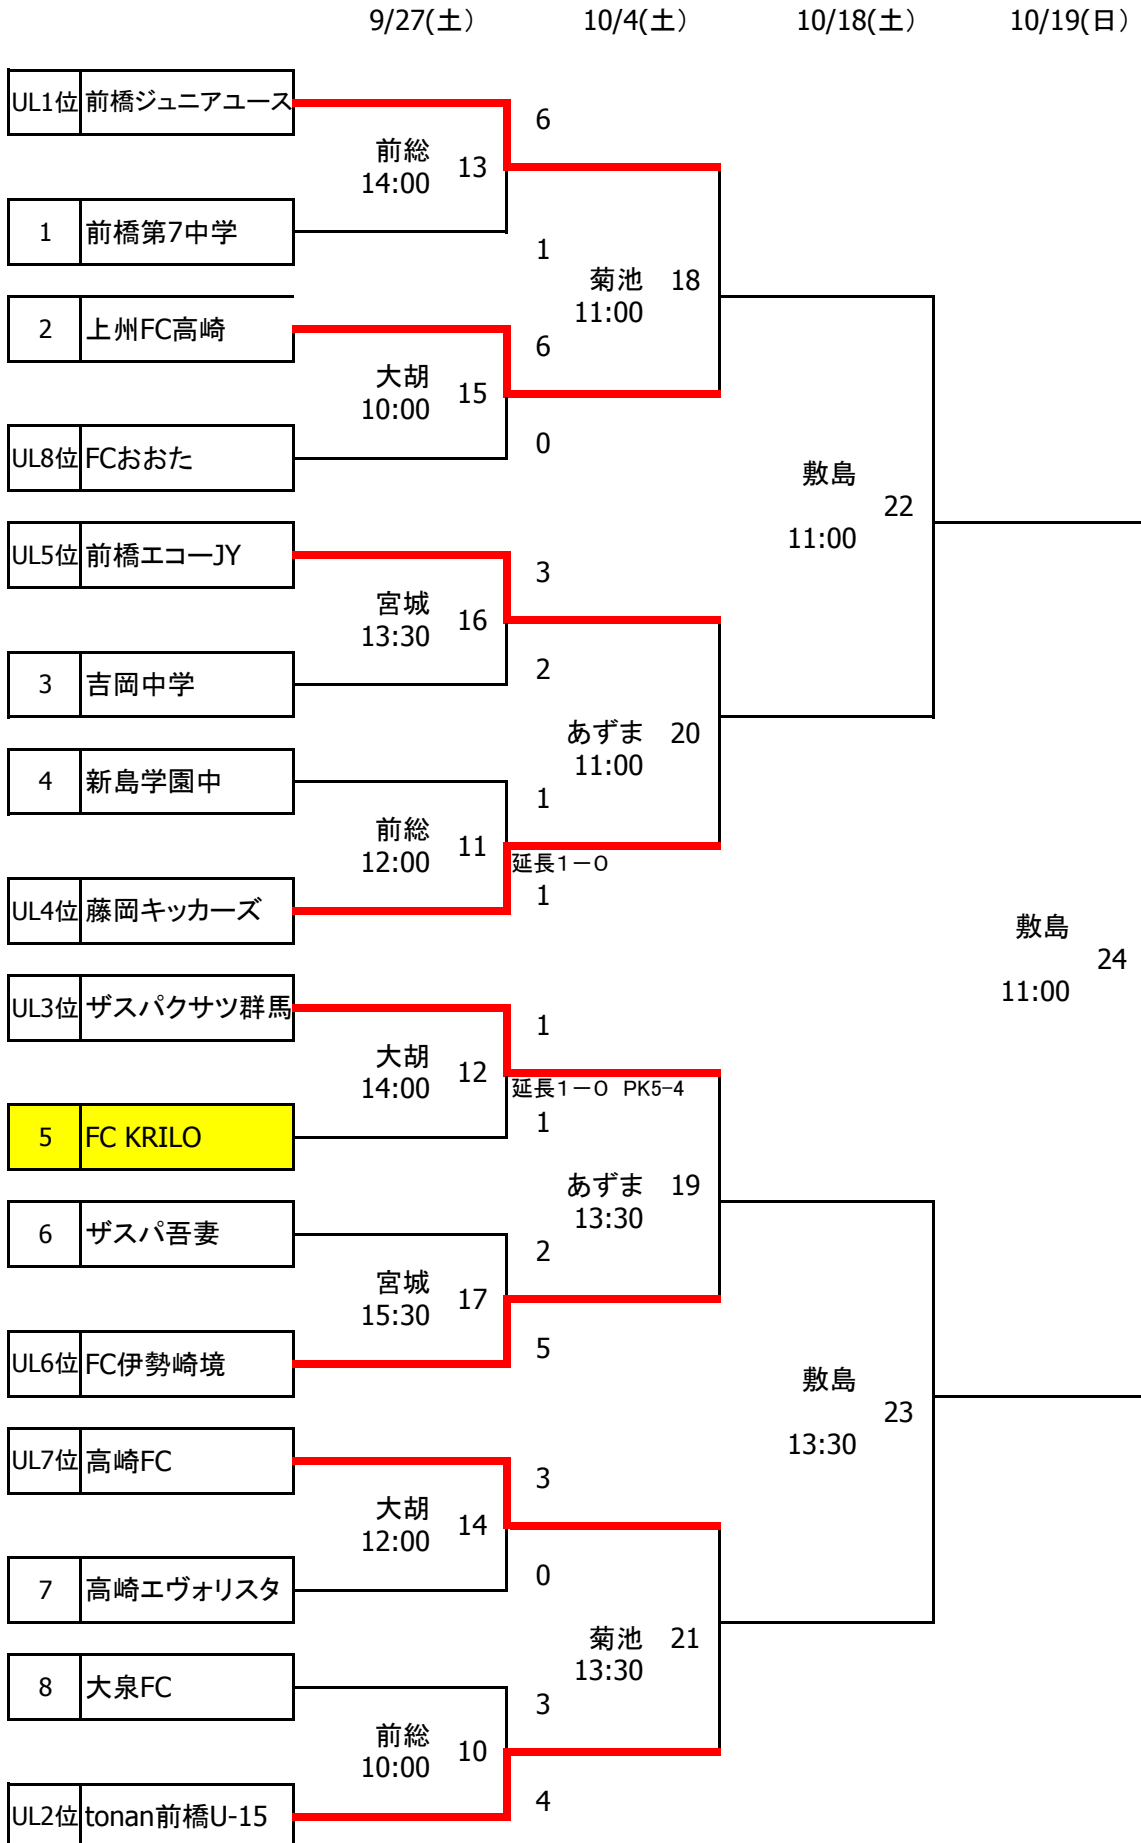 9/27(土) 10/4(土) 10/18(土) 10/19(日)
UL1位 前橋ジュニアユース
6
前総
14:00 13
1 前橋第7中学
1
菊池
11:00 18
2 上州FC高崎
6
大胡
10:00 15
0
UL8位 FCおおた
敷島
11:00 22
UL5位 前橋エコーJY
3
宮城
13:30 16
2
3 吉岡中学
あずま
11:00 20
4 新島学園中
1
前総
12:00 11
延長1－0
1
UL4位 藤岡キッカーズ
敷島
11:00 24
UL3位 ザスパクサツ群馬
1
大胡
14:00 12
延長1－0 PK5-4
1
5 FC KRILO
あずま
13:30 19
6 ザスパ吾妻
2
宮城
15:30 17
5
UL6位 FC伊勢崎境
敷島
13:30 23
UL7位 高崎FC
3
大胡
12:00 14
0
7 高崎エヴォリスタ
菊池
13:30 21
8 大泉FC
3
前総
10:00 10
4
UL2位 tonan前橋U-15